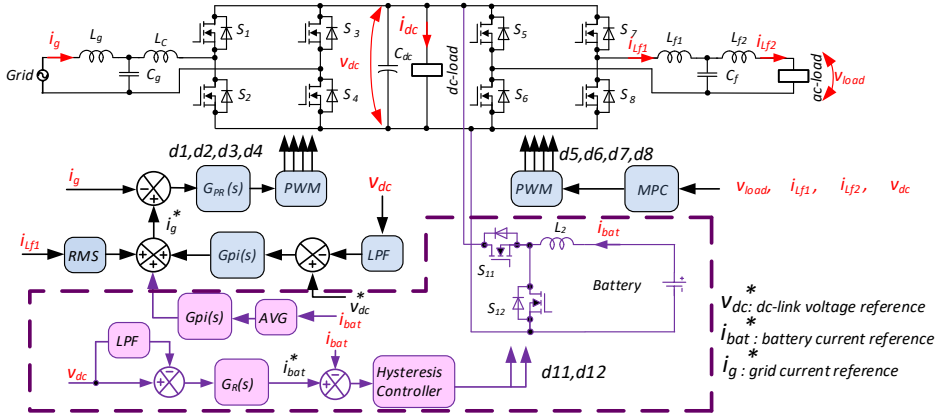 i_g L_g L_C S_1 S_3 i_dc S_5 S_7 L_f1 L_f2 i_Lf2
Grid C_g v_dc C_dc dc-load i_Lf1 C_f ac-load v_load
S_2 S_4 S_6 S_8
d1,d2,d3,d4 d5,d6,d7,d8
i_g − G_PR(s) PWM v_dc PWM MPC v_load, i_Lf1, i_Lf2, v_dc
i_g*
i_Lf1 RMS + + + Gpi(s) + − LPF L_2 i_bat
S_11
v_dc* S_12 Battery + −
Gpi(s) AVG i_bat
i_bat
LPF
v_dc + − G_R(s) i_bat* + − Hysteresis Controller d11,d12
v_dc*: dc-link voltage reference
i_bat*: battery current reference
i_g*: grid current reference